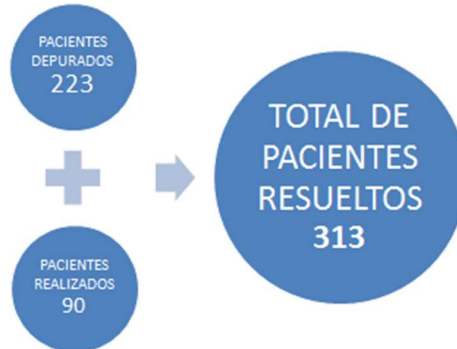 PACIENTES
DEPURADOS
223
PACIENTES
REALIZADOS
90
TOTAL DE
PACIENTES
RESUELTOS
313